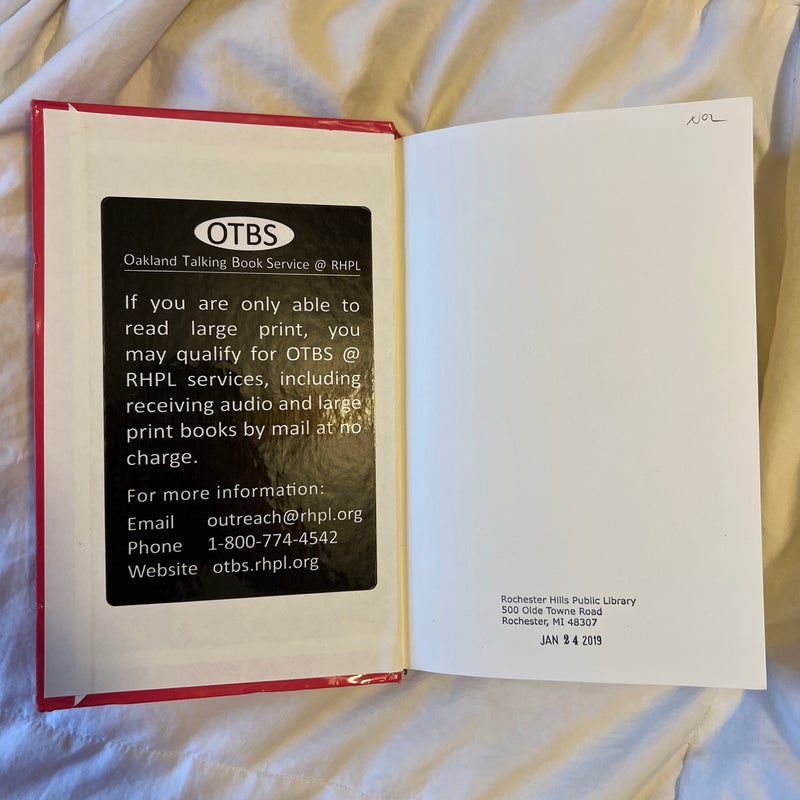 OTBS
Oakland Talking Book Service @ RHPL
If you are only able to
read large print, you
may qualify for OTBS @
RHPL services, including
receiving audio and large
print books by mail at no
charge.
For more information:
Email outreach@rhpl.org
Phone 1-800-774-4542
Website otbs.rhpl.org
Rochester Hills Public Library
500 Olde Towne Road
Rochester, MI 48307
JAN 24 2019